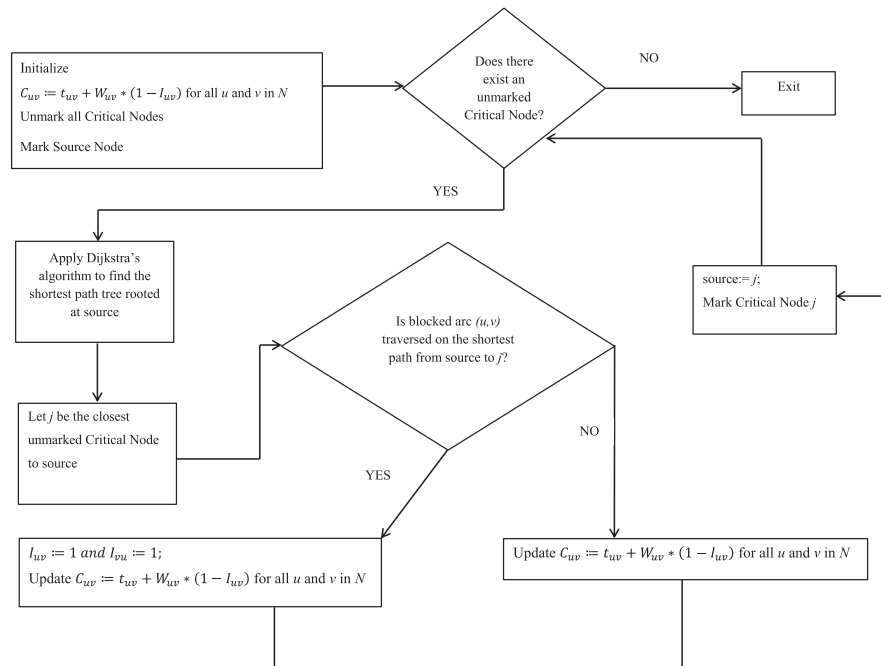 Initialize
C_uv ≔ t_uv + W_uv ∗ (1 − I_uv) for all u and v in N
Unmark all Critical Nodes
Mark Source Node
Does there
exist an
unmarked
Critical Node?
NO
Exit
YES
Apply Dijkstra’s
algorithm to find the
shortest path tree rooted
at source
source:= j;
Mark Critical Node j
Is blocked arc (u,v)
traversed on the shortest
path from source to j?
Let j be the closest
unmarked Critical Node
to source
NO
YES
I_uv ≔ 1 and I_vu ≔ 1;
Update C_uv ≔ t_uv + W_uv ∗ (1 − I_uv) for all u and v in N
Update C_uv ≔ t_uv + W_uv ∗ (1 − I_uv) for all u and v in N